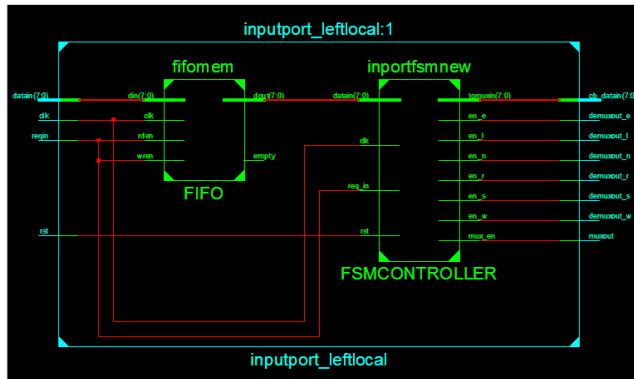 inputport_leftlocal:1
fifomem
inportfsmnew
datain(7:0)
din(7:0)
dout(7:0)
datain(7:0)
tomuxin(7:0)
cb_datain(7:0)
clk
clk
en_e
demuxout_e
reqin
rden
en_l
demuxout_l
clk
wren
empty
en_n
demuxout_n
en_r
demuxout_r
req_in
FIFO
en_s
demuxout_s
en_w
demuxout_w
rst
rst
mux_en
muxout
FSMCONTROLLER
inputport_leftlocal